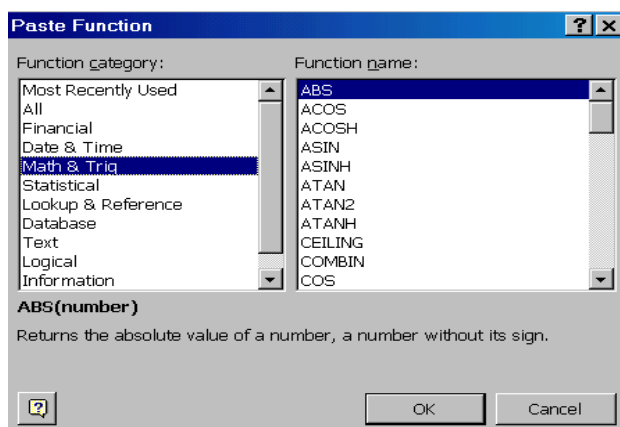 Paste Function
Function category:
Most Recently Used
All
Financial
Date & Time
Math & Trig
Statistical
Lookup & Reference
Database
Text
Logical
Information
Function name:
ABS
ACOS
ACOSH
ASIN
ASINH
ATAN
ATAN2
ATANH
CEILING
COMBIN
COS
ABS(number)
Returns the absolute value of a number, a number without its sign.
OK
Cancel